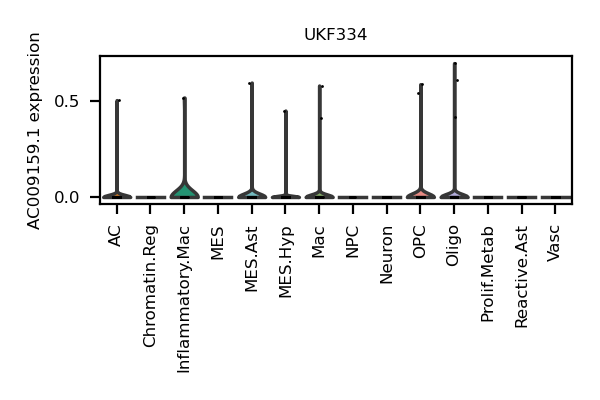 UKF334
AC009159.1 expression
0.5
0.0
AC
Chromatin.Reg
Inflammatory.Mac
MES
MES.Ast
MES.Hyp
Mac
NPC
Neuron
OPC
Oligo
Prolif.Metab
Reactive.Ast
Vasc